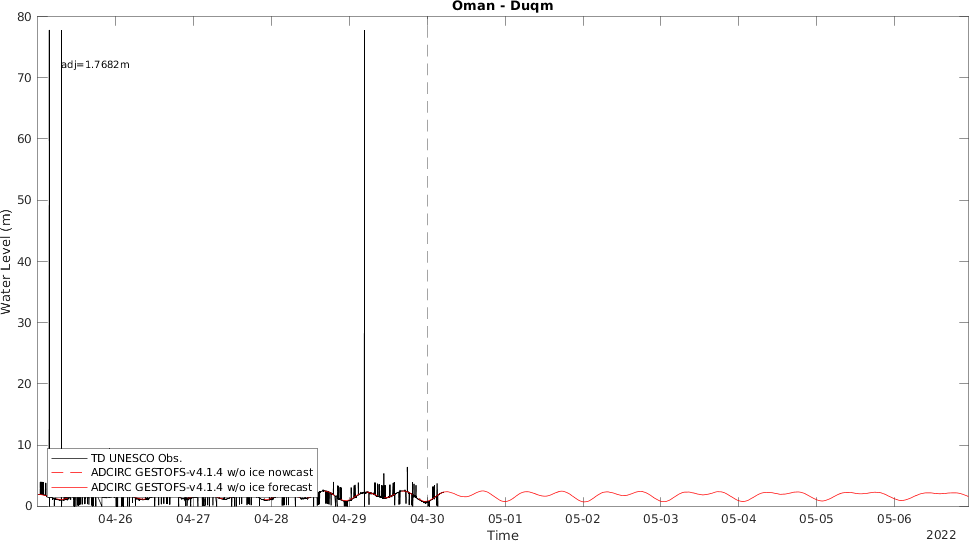 Oman - Duqm
80
70
60
50
40
30
20
10
0
Water Level (m)
adj=1.7682m
TD UNESCO Obs.
ADCIRC GESTOFS-v4.1.4 w/o ice nowcast
ADCIRC GESTOFS-v4.1.4 w/o ice forecast
04-26 04-27 04-28 04-29 04-30 05-01 05-02 05-03 05-04 05-05 05-06
Time
2022